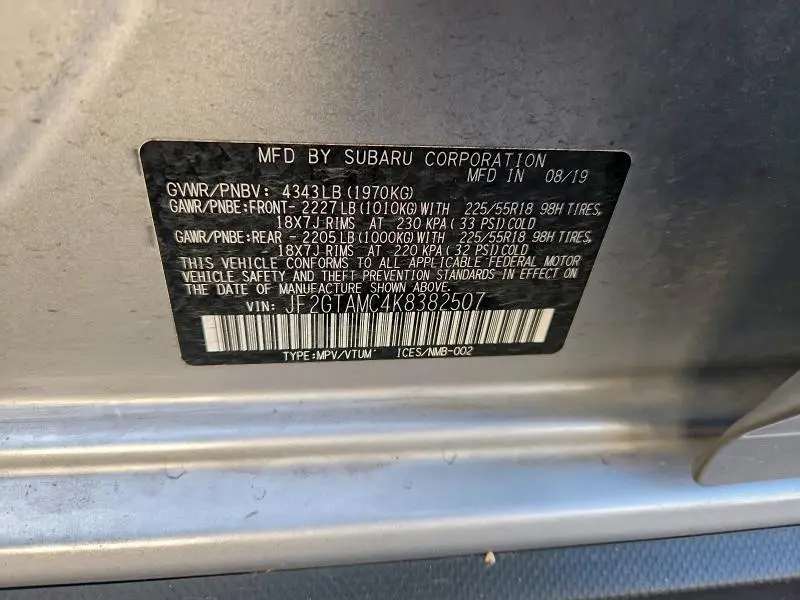 MFD BY SUBARU CORPORATION
MFD IN 08/19
GVWR/PNBV: 4343LB(1970KG)
GAWR/PNBE:FRONT- 2227LB(1010KG)WITH 225/55R18 98H TIRES,
18X7J RIMS AT 230 KPA(33 PSI)COLD
GAWR/PNBE:REAR - 2205LB(1000KG)WITH 225/55R18 98H TIRES,
18X7J RIMS AT 220 KPA(32 PSI)COLD
THIS VEHICLE CONFORMS TO ALL APPLICABLE FEDERAL MOTOR
VEHICLE SAFETY AND THEFT PREVENTION STANDARDS IN EFFECT ON
THE DATE OF MANUFACTURE SHOWN ABOVE.
VIN: JF2GTAMC4K8382507
TYPE:MPV/VTUM ICES/NMB-002